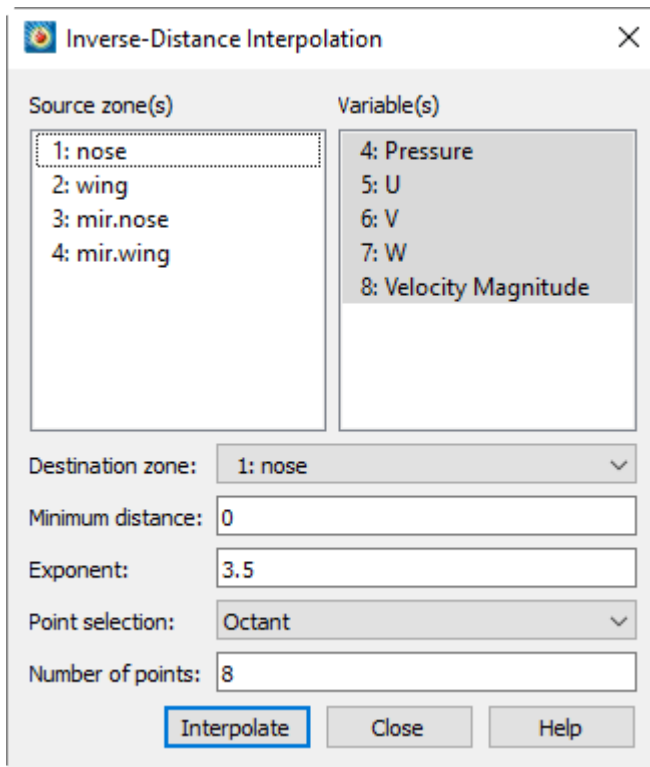 Inverse-Distance Interpolation
Source zone(s) Variable(s)
1: nose 4: Pressure
2: wing 5: U
3: mir.nose 6: V
4: mir.wing 7: W
8: Velocity Magnitude
Destination zone: 1: nose
Minimum distance: 0
Exponent: 3.5
Point selection: Octant
Number of points: 8
Interpolate Close Help